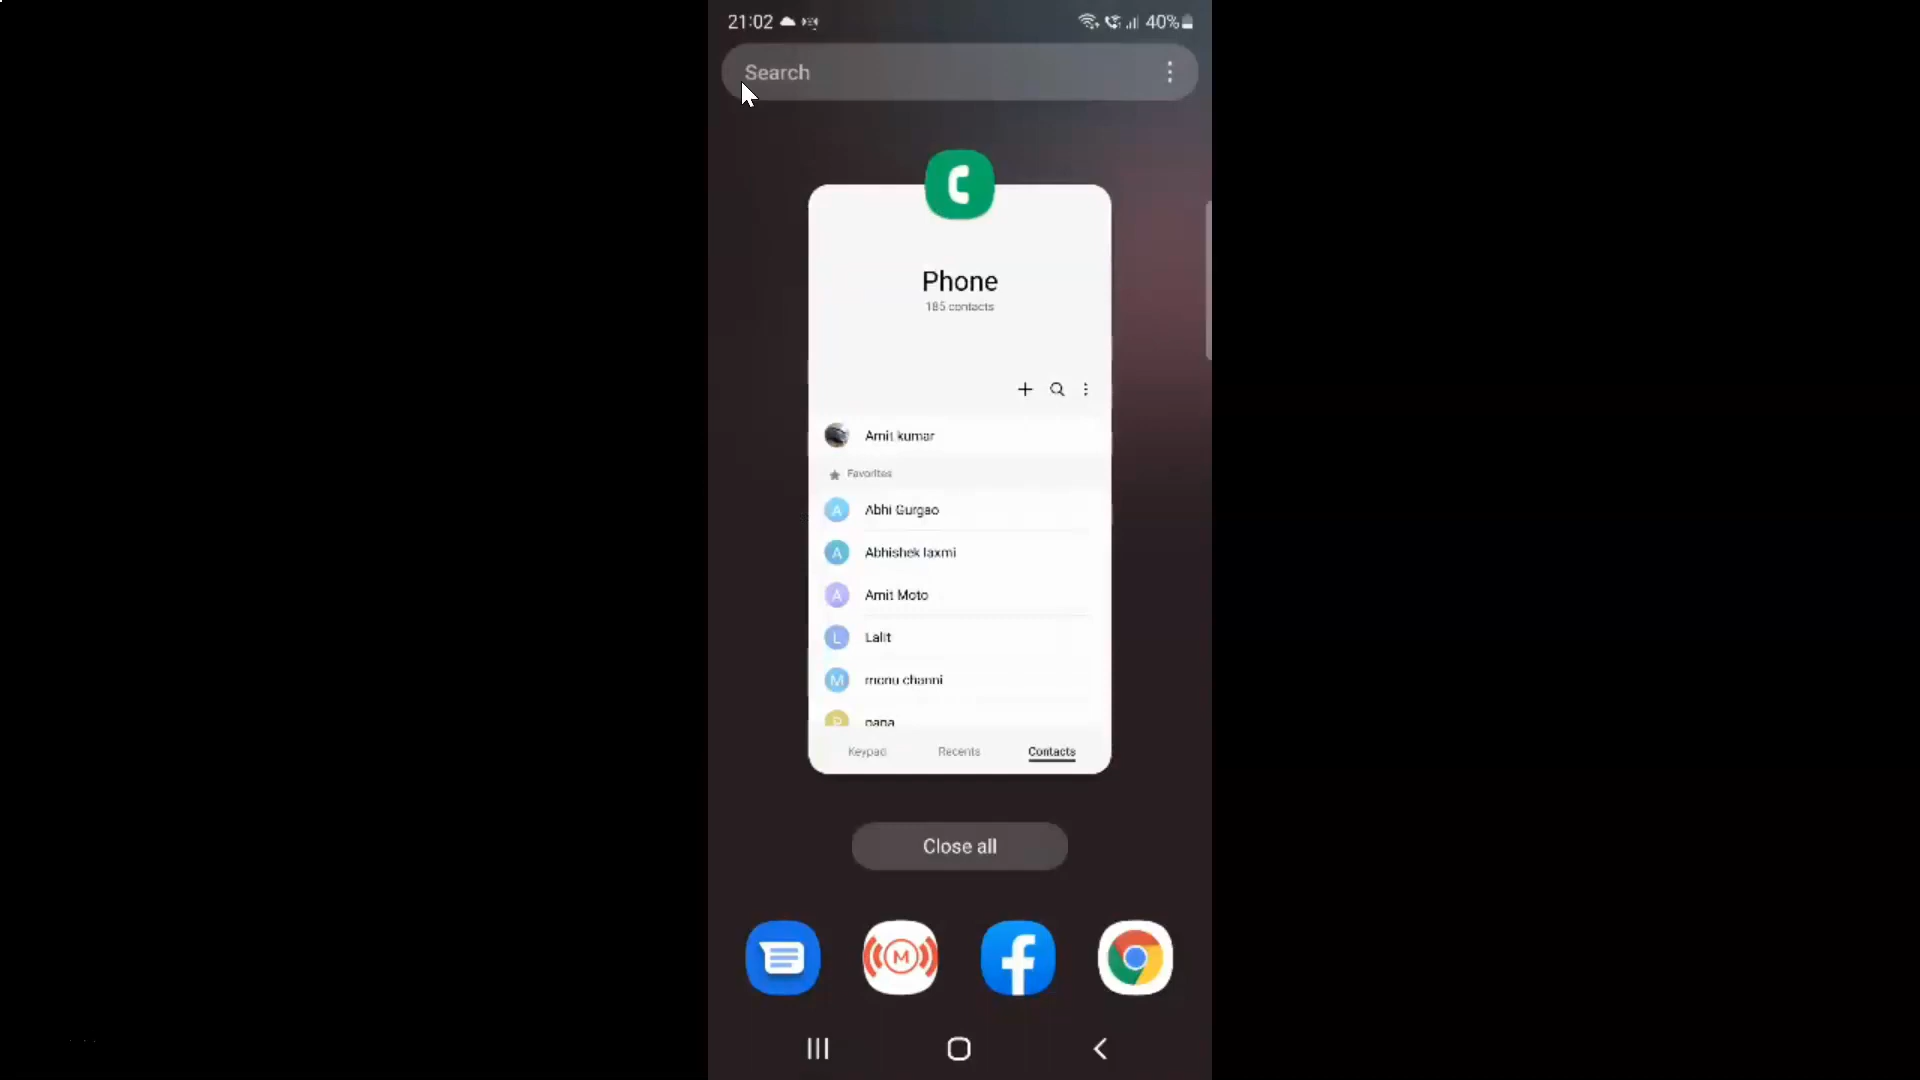 21:02
40%
Search
Phone
185 contacts
Amit kumar
Favorites
A Abhi Gurgao
A Abhishek laxmi
A Amit Moto
L Lalit
M monu channi
P papa
Keypad Recents Contacts
Close all
M